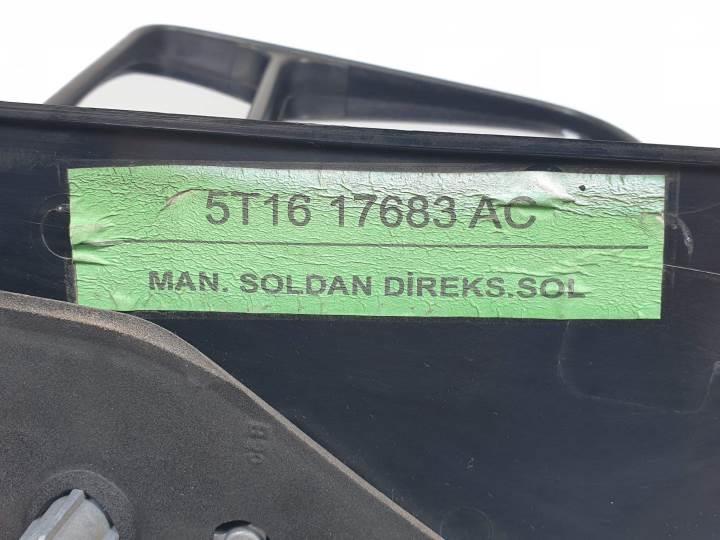 5T16 17683 AC
MAN. SOLDAN DİREKS.SOL